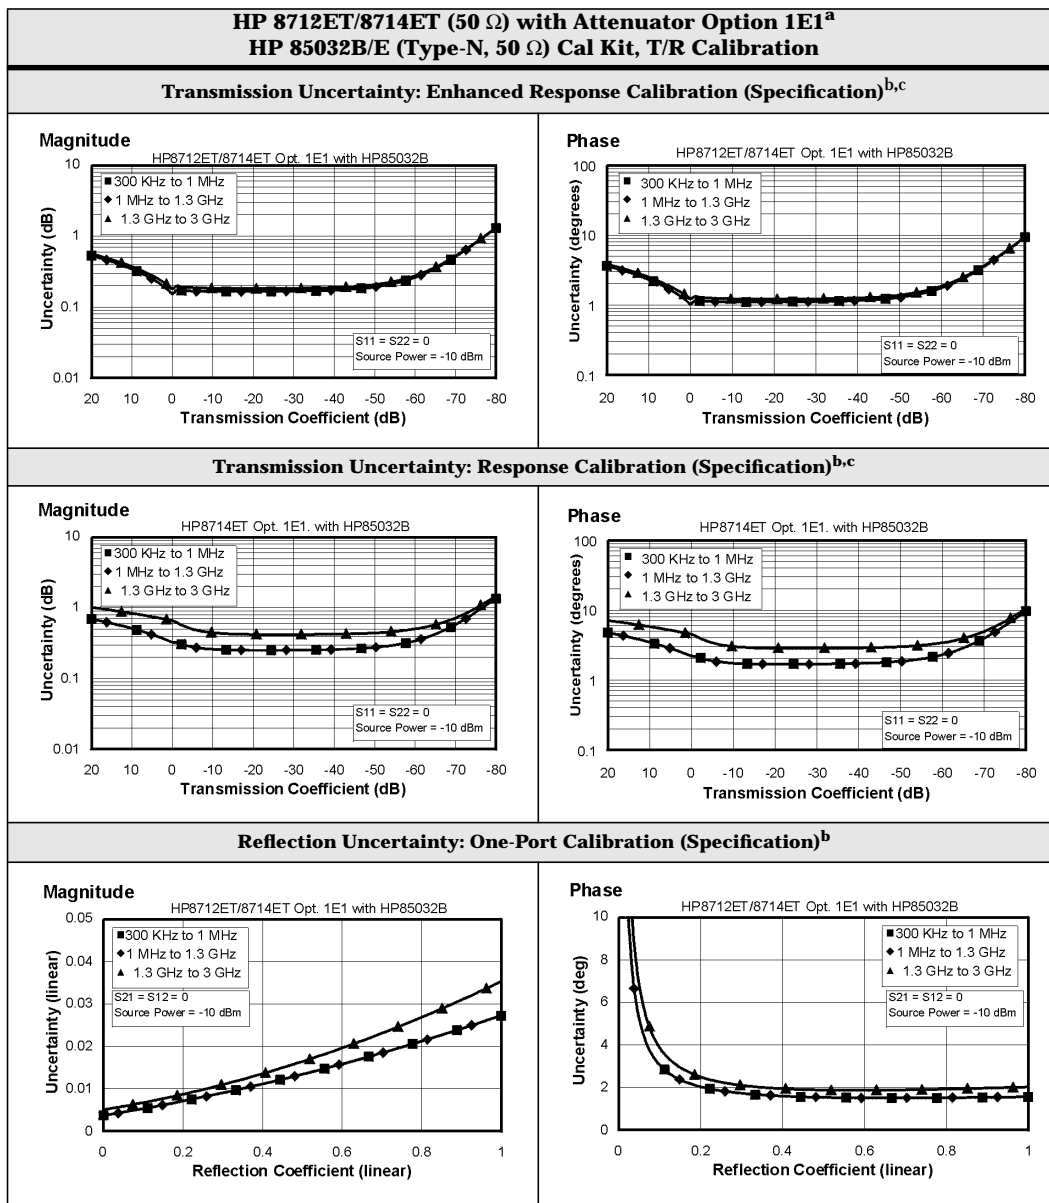 HP 8712ET/8714ET (50 Ω) with Attenuator Option 1E1a
HP 85032B/E (Type-N, 50 Ω) Cal Kit, T/R Calibration
Transmission Uncertainty: Enhanced Response Calibration (Specification)b,c
Magnitude
HP8712ET/8714ET Opt. 1E1 with HP85032B
300 KHz to 1 MHz
1 MHz to 1.3 GHz
1.3 GHz to 3 GHz
Uncertainty (dB)
10
1
0.1
0.01
S11 = S22 = 0
Source Power = -10 dBm
20 10 0 -10 -20 -30 -40 -50 -60 -70 -80
Transmission Coefficient (dB)
Phase
HP8712ET/8714ET Opt. 1E1 with HP85032B
300 KHz to 1 MHz
1 MHz to 1.3 GHz
1.3 GHz to 3 GHz
Uncertainty (degrees)
100
10
1
0.1
S11 = S22 = 0
Source Power = -10 dBm
20 10 0 -10 -20 -30 -40 -50 -60 -70 -80
Transmission Coefficient (dB)
Transmission Uncertainty: Response Calibration (Specification)b,c
Magnitude
HP8714ET Opt. 1E1. with HP85032B
300 KHz to 1 MHz
1 MHz to 1.3 GHz
1.3 GHz to 3 GHz
Uncertainty (dB)
10
1
0.1
0.01
S11 = S22 = 0
Source Power = -10 dBm
20 10 0 -10 -20 -30 -40 -50 -60 -70 -80
Transmission Coefficient (dB)
Phase
HP8714ET Opt. 1E1. with HP85032B
300 KHz to 1 MHz
1 MHz to 1.3 GHz
1.3 GHz to 3 GHz
Uncertainty (degrees)
100
10
1
0.1
S11 = S22 = 0
Source Power = -10 dBm
20 10 0 -10 -20 -30 -40 -50 -60 -70 -80
Transmission Coefficient (dB)
Reflection Uncertainty: One-Port Calibration (Specification)b
Magnitude
HP8712ET/8714ET Opt. 1E1 with HP85032B
300 KHz to 1 MHz
1 MHz to 1.3 GHz
1.3 GHz to 3 GHz
S21 = S12 = 0
Source Power = -10 dBm
Uncertainty (linear)
0.05
0.04
0.03
0.02
0.01
0
0 0.2 0.4 0.6 0.8 1
Reflection Coefficient (linear)
Phase
HP8712ET/8714ET Opt. 1E1 with HP85032B
300 KHz to 1 MHz
1 MHz to 1.3 GHz
1.3 GHz to 3 GHz
S21 = S12 = 0
Source Power = -10 dBm
Uncertainty (deg)
10
8
6
4
2
0
0 0.2 0.4 0.6 0.8 1
Reflection Coefficient (linear)